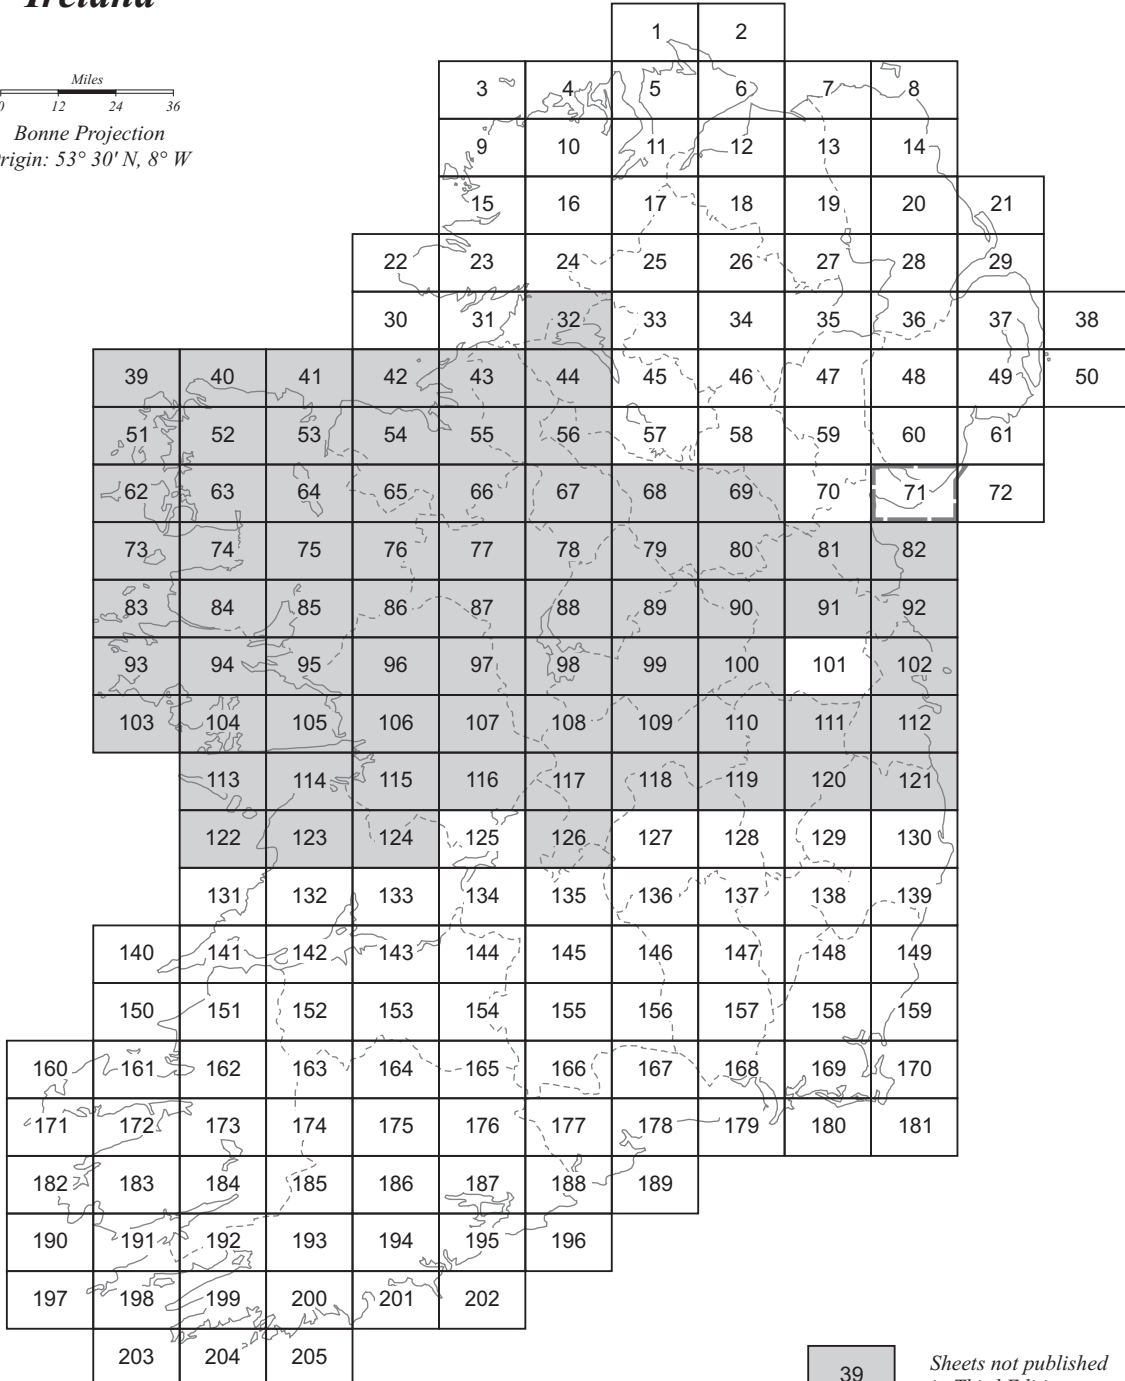 Ireland
1 2
Miles
3 4 5 6 7 8
0 12 24 36
Bonne Projection
9 10 11 12 13 14
rigin: 53° 30' N, 8° W
15 16 17 18 19 20 21
22 23 24 25 26 27 28 29
30 31 32 33 34 35 36 37 38
39 40 41 42 43 44 45 46 47 48 49 50
51 52 53 54 55 56 57 58 59 60 61
62 63 64 65 66 67 68 69 70 71 72
73 74 75 76 77 78 79 80 81 82
83 84 85 86 87 88 89 90 91 92
93 94 95 96 97 98 99 100 101 102
103 104 105 106 107 108 109 110 111 112
113 114 115 116 117 118 119 120 121
122 123 124 125 126 127 128 129 130
131 132 133 134 135 136 137 138 139
140 141 142 143 144 145 146 147 148 149
150 151 152 153 154 155 156 157 158 159
160 161 162 163 164 165 166 167 168 169 170
171 172 173 174 175 176 177 178 179 180 181
182 183 184 185 186 187 188 189
190 191 192 193 194 195 196
197 198 199 200 201 202
203 204 205
39 Sheets not published